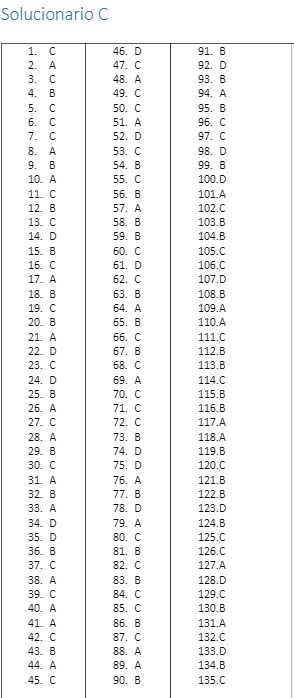 Solucionario C
1. C
2. A
3. C
4. B
5. C
6. C
7. C
8. A
9. B
10. A
11. C
12. B
13. C
14. D
15. B
16. C
17. A
18. B
19. C
20. B
21. A
22. D
23. C
24. D
25. B
26. A
27. C
28. A
29. B
30. C
31. A
32. B
33. A
34. D
35. D
36. B
37. C
38. A
39. C
40. A
41. A
42. C
43. B
44. A
45. C
46. D
47. C
48. A
49. C
50. C
51. A
52. D
53. C
54. B
55. C
56. B
57. A
58. B
59. B
60. C
61. D
62. C
63. B
64. A
65. B
66. C
67. B
68. C
69. A
70. C
71. C
72. C
73. B
74. D
75. D
76. A
77. B
78. D
79. A
80. C
81. B
82. C
83. B
84. C
85. C
86. B
87. C
88. A
89. A
90. B
91. B
92. D
93. B
94. A
95. B
96. C
97. C
98. D
99. B
100.D
101.A
102.C
103.B
104.B
105.C
106.C
107.D
108.B
109.A
110.A
111.C
112.B
113.B
114.C
115.B
116.B
117.A
118.A
119.B
120.C
121.B
122.B
123.D
124.B
125.C
126.C
127.A
128.D
129.C
130.B
131.A
132.C
133.D
134.B
135.C